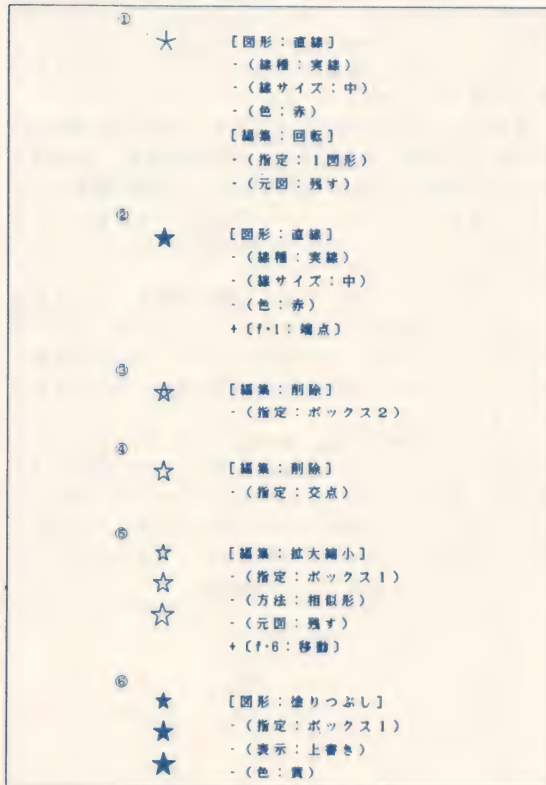 ①
[図形：直線]
-（線種：実線）
-（線サイズ：中）
-（色：赤）
[編集：回転]
-（指定：1図形）
-（元図：残す）
②
[図形：直線]
-（線種：実線）
-（線サイズ：中）
-（色：赤）
+〔f･1：端点〕
③
[編集：削除]
-（指定：ボックス2）
④
[編集：削除]
-（指定：交点）
⑤
[編集：拡大縮小]
-（指定：ボックス1）
-（方法：相似形）
-（元図：残す）
+〔f･6：移動〕
⑥
[図形：塗りつぶし]
-（指定：ボックス1）
-（表示：上書き）
-（色：黄）